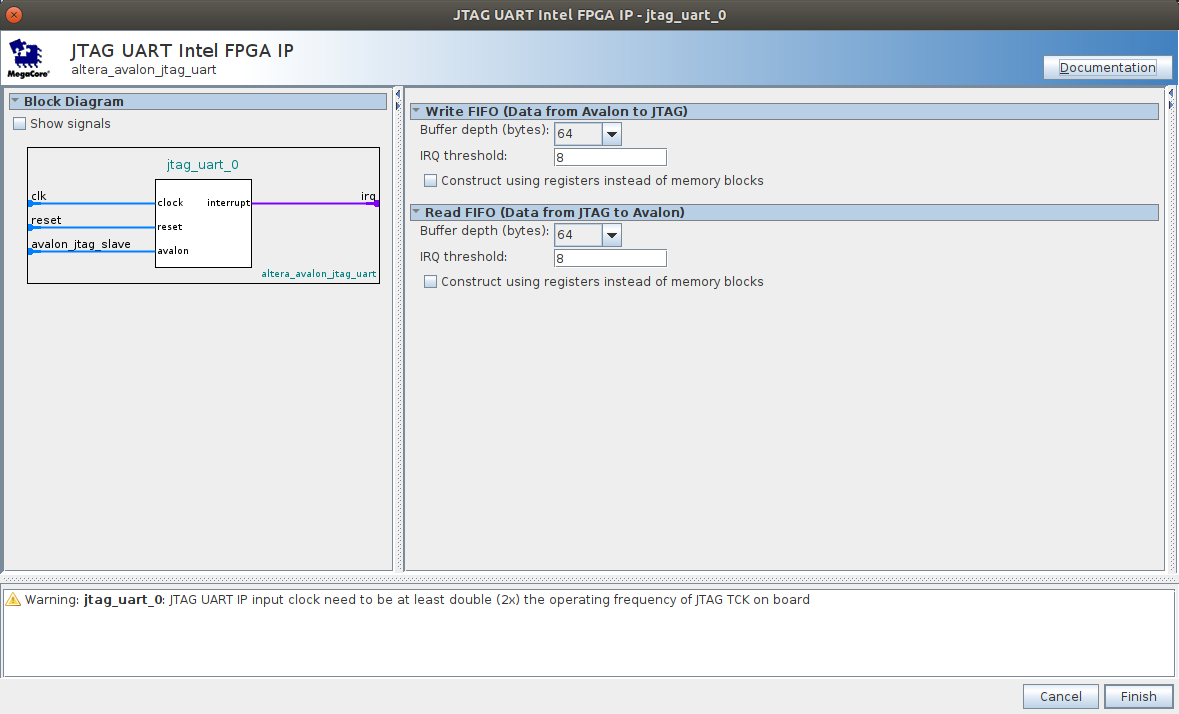 JTAG UART Intel FPGA IP - jtag_uart_0
MegaCore®
JTAG UART Intel FPGA IP
altera_avalon_jtag_uart
Documentation
Block Diagram
Show signals
jtag_uart_0
clk
clock
interrupt
irq
reset
reset
avalon_jtag_slave
avalon
altera_avalon_jtag_uart
Write FIFO (Data from Avalon to JTAG)
Buffer depth (bytes): 64
IRQ threshold: 8
Construct using registers instead of memory blocks
Read FIFO (Data from JTAG to Avalon)
Buffer depth (bytes): 64
IRQ threshold: 8
Construct using registers instead of memory blocks
Warning: jtag_uart_0: JTAG UART IP input clock need to be at least double (2x) the operating frequency of JTAG TCK on board
Cancel
Finish